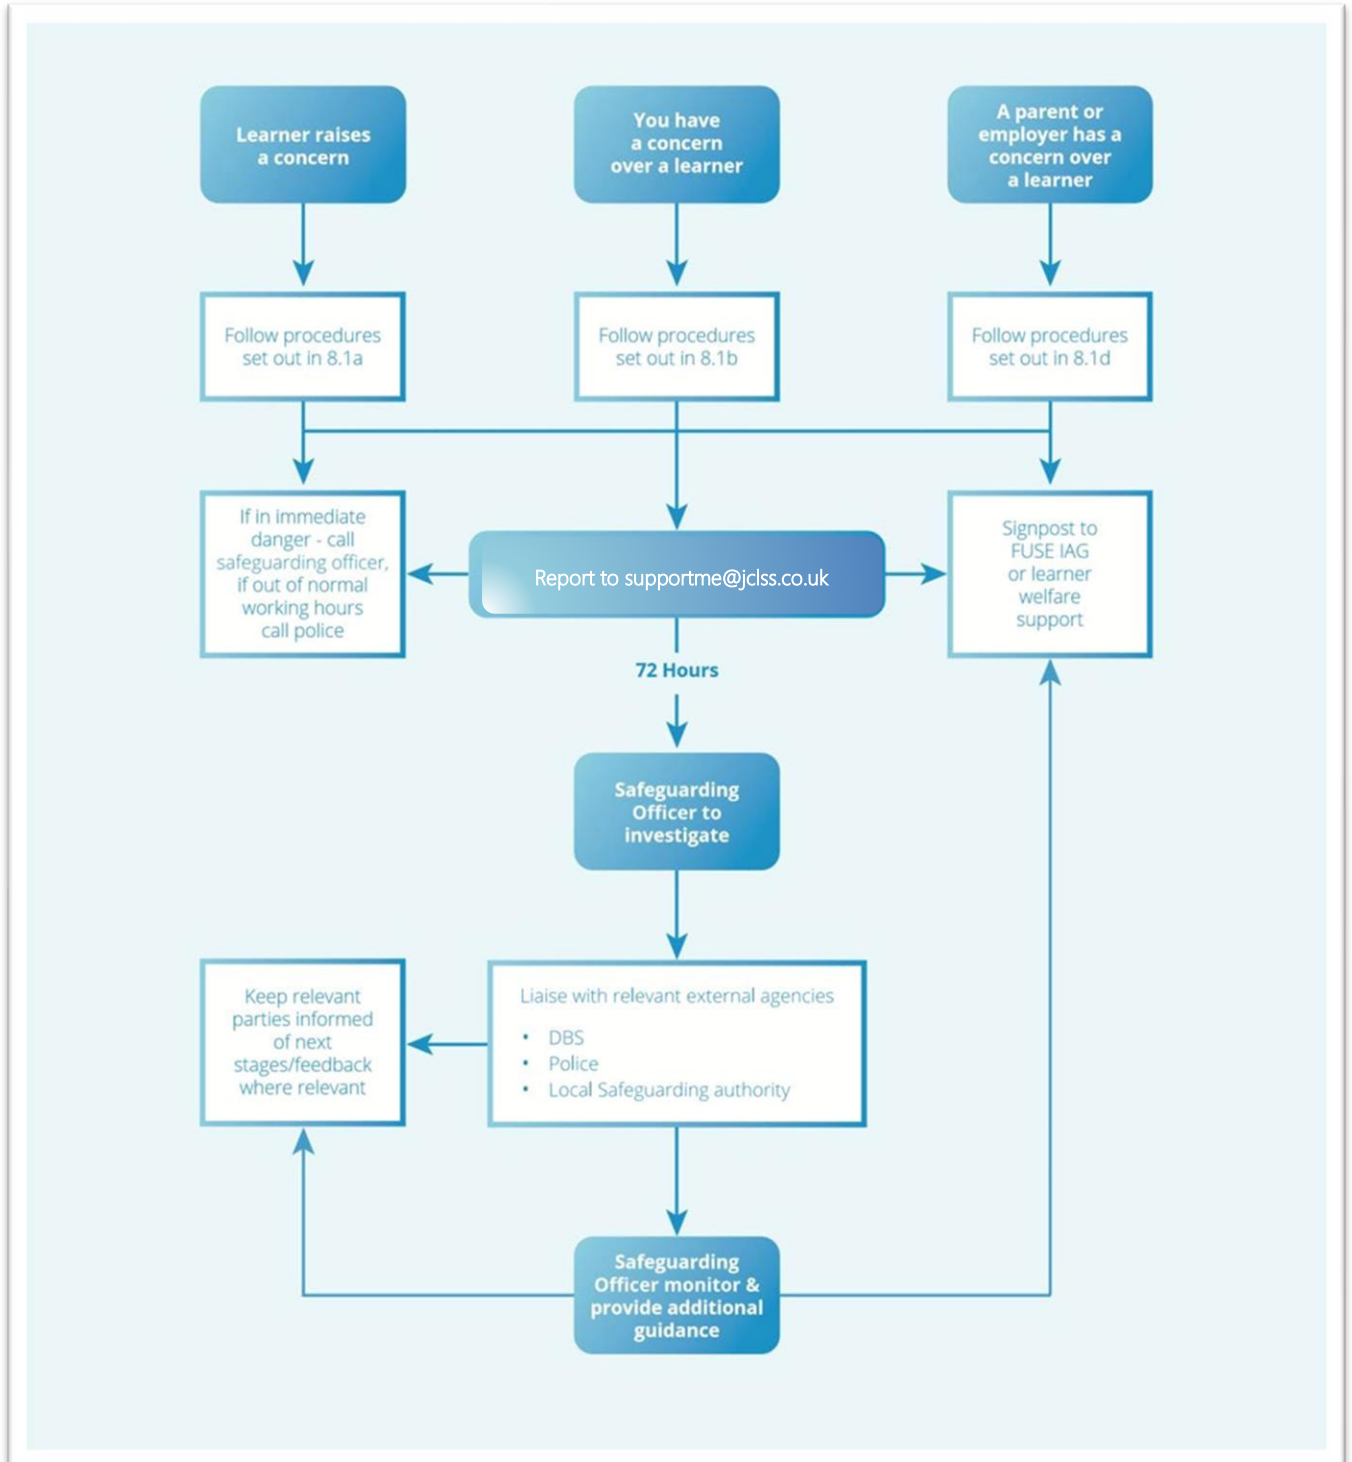 Learner raises
a concern
You have
a concern
over a learner
A parent or
employer has a
concern over
a learner
Follow procedures
set out in 8.1a
Follow procedures
set out in 8.1b
Follow procedures
set out in 8.1d
If in immediate
danger - call
safeguarding officer,
if out of normal
working hours
call police
Report to supportme@jclss.co.uk
Signpost to
FUSE IAG
or learner
welfare
support
72 Hours
Safeguarding
Officer to
investigate
Keep relevant
parties informed
of next
stages/feedback
where relevant
Liaise with relevant external agencies
• DBS
• Police
• Local Safeguarding authority
Safeguarding
Officer monitor &
provide additional
guidance